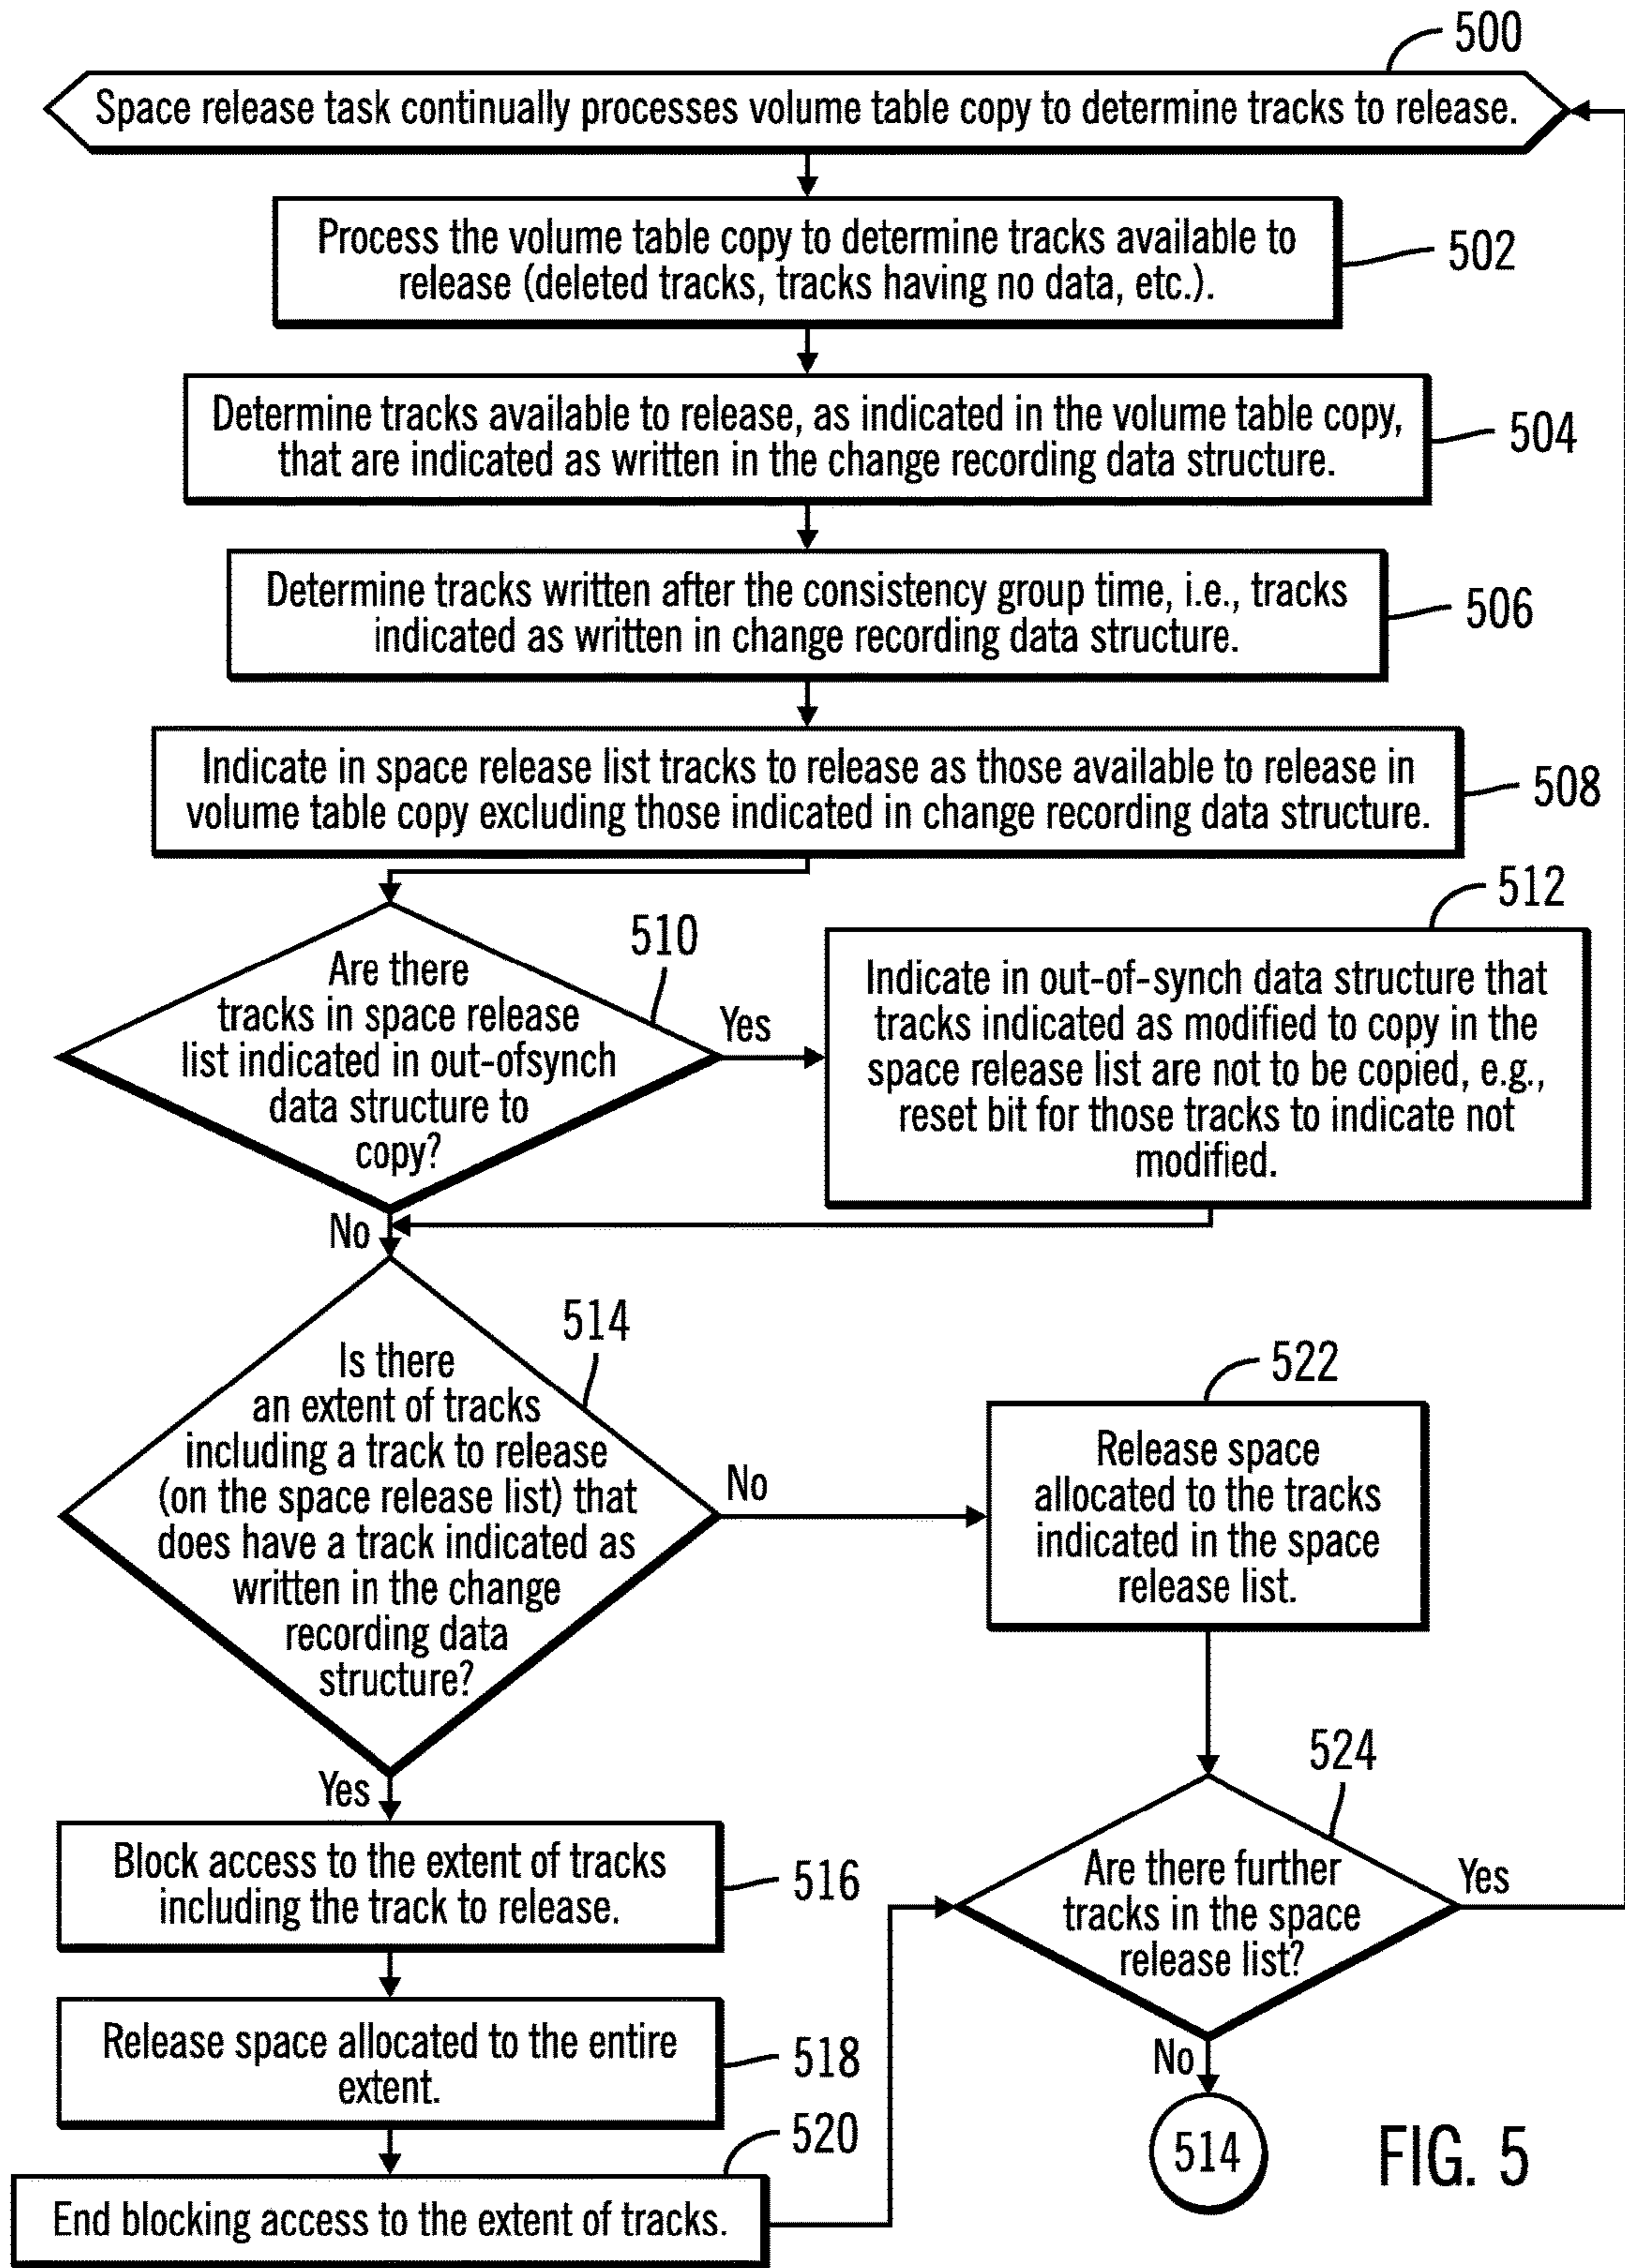 500
Space release task continually processes volume table copy to determine tracks to release.
Process the volume table copy to determine tracks available to
release (deleted tracks, tracks having no data, etc.).
502
Determine tracks available to release, as indicated in the volume table copy,
that are indicated as written in the change recording data structure.
504
Determine tracks written after the consistency group time, i.e., tracks
indicated as written in change recording data structure.
506
Indicate in space release list tracks to release as those available to release in
volume table copy excluding those indicated in change recording data structure.
508
510
Are there
tracks in space release
list indicated in out-ofsynch
data structure to
copy?
Yes
No
512
Indicate in out-of-synch data structure that
tracks indicated as modified to copy in the
space release list are not to be copied, e.g.,
reset bit for those tracks to indicate not
modified.
514
Is there
an extent of tracks
including a track to release
(on the space release list) that
does have a track indicated as
written in the change
recording data
structure?
No
Yes
522
Release space
allocated to the tracks
indicated in the space
release list.
524
Are there further
tracks in the space
release list?
Yes
No
514
Block access to the extent of tracks
including the track to release.
516
Release space allocated to the entire
extent.
518
520
End blocking access to the extent of tracks.
FIG. 5